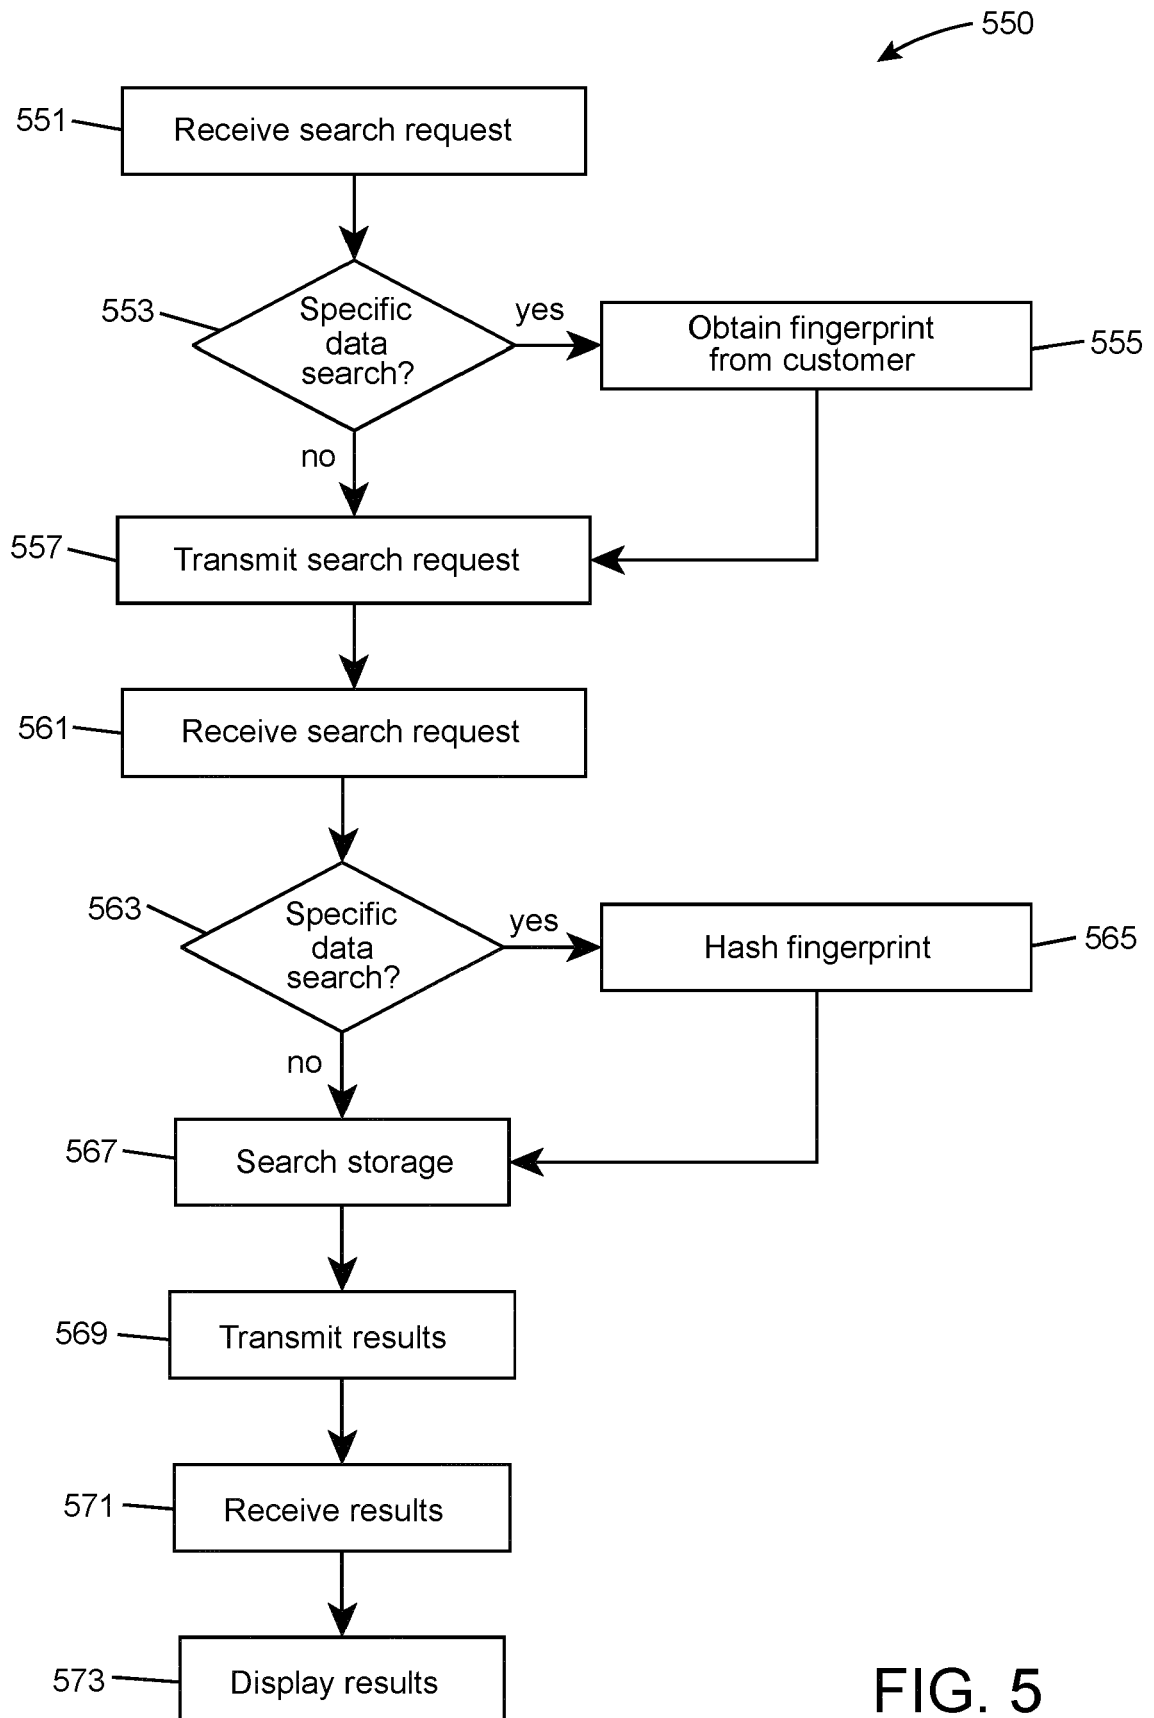 550
551
Receive search request
553
Specific
data
search?
yes
Obtain fingerprint
from customer
555
no
557
Transmit search request
561
Receive search request
563
Specific
data
search?
yes
Hash fingerprint
565
no
567
Search storage
569
Transmit results
571
Receive results
573
Display results
FIG. 5